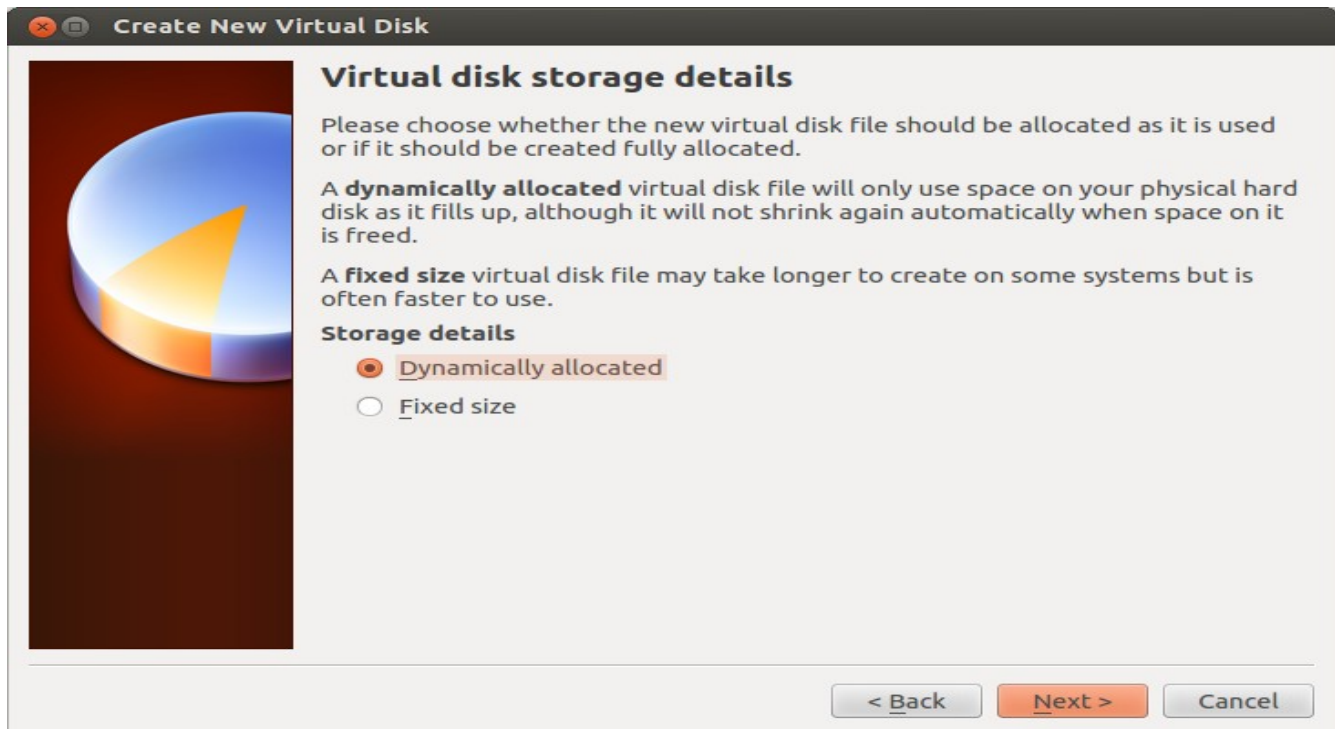 Create New Virtual Disk
Virtual disk storage details
Please choose whether the new virtual disk file should be allocated as it is used
or if it should be created fully allocated.
A dynamically allocated virtual disk file will only use space on your physical hard
disk as it fills up, although it will not shrink again automatically when space on it
is freed.
A fixed size virtual disk file may take longer to create on some systems but is
often faster to use.
Storage details
Dynamically allocated
Fixed size
< Back Next > Cancel